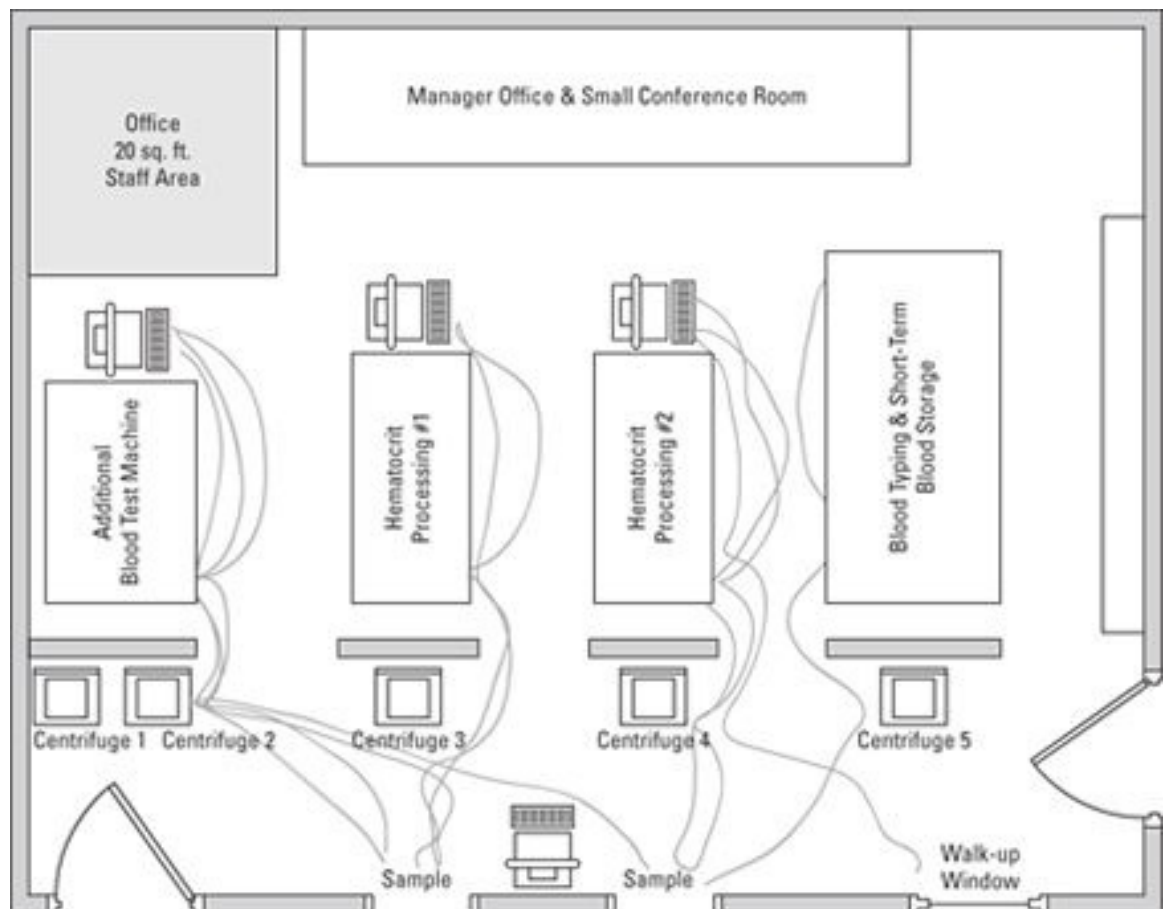 Office
20 sq. ft.
Staff Area
Manager Office & Small Conference Room
Additional
Blood Test Machine
Hematocrit
Processing #1
Hematocrit
Processing #2
Blood Typing & Short-Term
Blood Storage
Centrifuge 1
Centrifuge 2
Centrifuge 3
Centrifuge 4
Centrifuge 5
Sample
Sample
Walk-up
Window